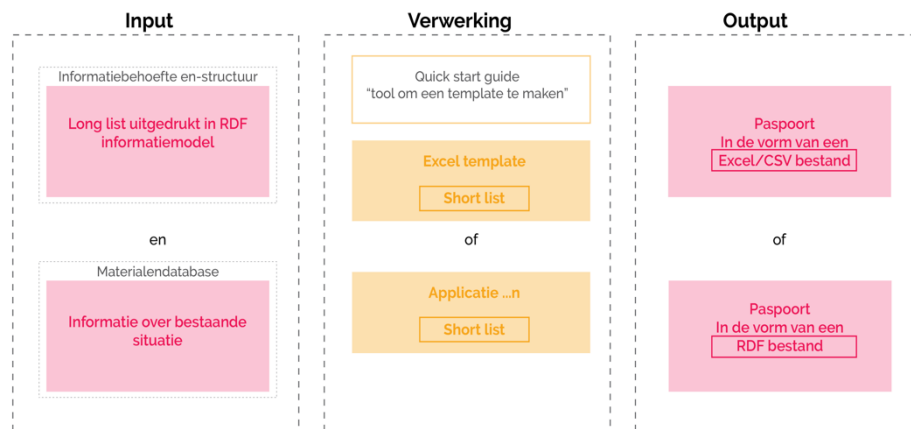 Input
Informatiebehoefte en-structuur
Long list uitgedrukt in RDF
informatiemodel
en
Materialendatabase
Informatie over bestaande
situatie
Verwerking
Quick start guide
“tool om een template te maken”
Excel template
Short list
of
Applicatie ...n
Short list
Output
Paspoort
In de vorm van een
Excel/CSV bestand
of
Paspoort
In de vorm van een
RDF bestand